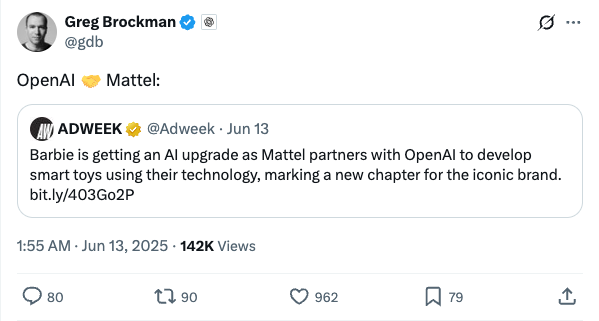 Greg Brockman
@gdb
OpenAI 🤝 Mattel:
ADWEEK @Adweek · Jun 13
Barbie is getting an AI upgrade as Mattel partners with OpenAI to develop
smart toys using their technology, marking a new chapter for the iconic brand.
bit.ly/403Go2P
1:55 AM · Jun 13, 2025 · 142K Views
80 90 962 79